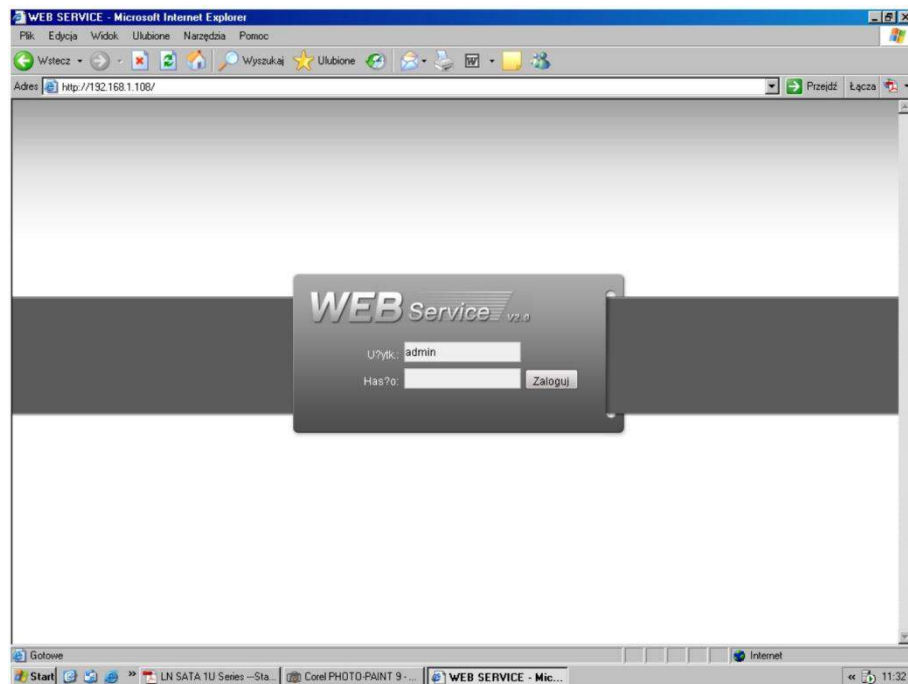 WEB SERVICE - Microsoft Internet Explorer
Plik Edycja Widok Ulubione Narzędzia Pomoc
Wstecz Wyszukaj Ulubione
Adres http://192.168.1.108/ Przejdź Łącza
WEB Service V2.0
U?ytk.: admin
Has?o: Zaloguj
Gotowe Internet
Start LN SATA 1U Series --Sta... Corel PHOTO-PAINT 9 - ... WEB SERVICE - Mic... 11:32